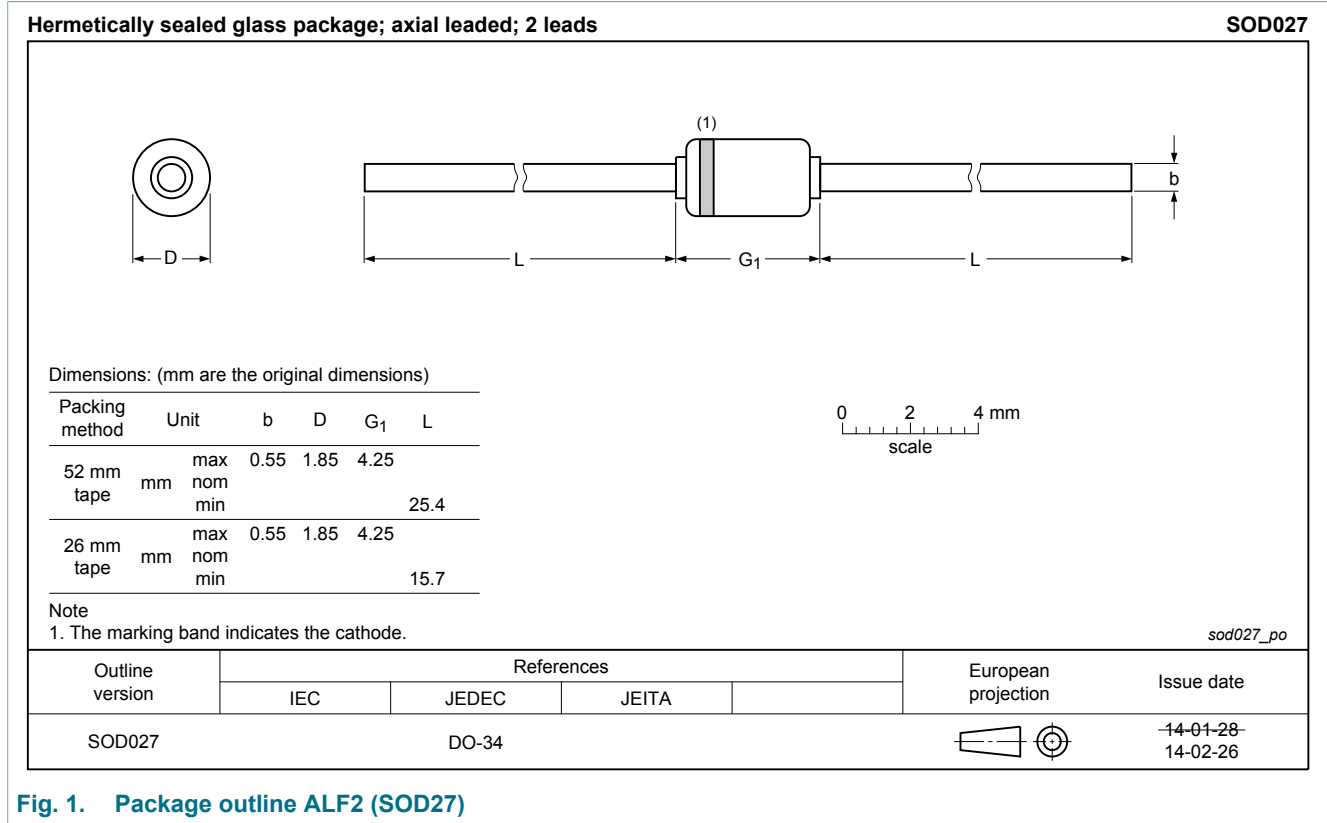 Hermetically sealed glass package; axial leaded; 2 leads SOD027
(1)
b
D L G1 L
Dimensions: (mm are the original dimensions)
Packing method Unit b D G1 L
52 mm tape mm max 0.55 1.85 4.25
nom
min 25.4
26 mm tape mm max 0.55 1.85 4.25
nom
min 15.7
0 2 4 mm
scale
Note
1. The marking band indicates the cathode.
sod027_po
Outline version References European projection Issue date
IEC JEDEC JEITA
SOD027 DO-34 14-01-28
14-02-26
Fig. 1. Package outline ALF2 (SOD27)